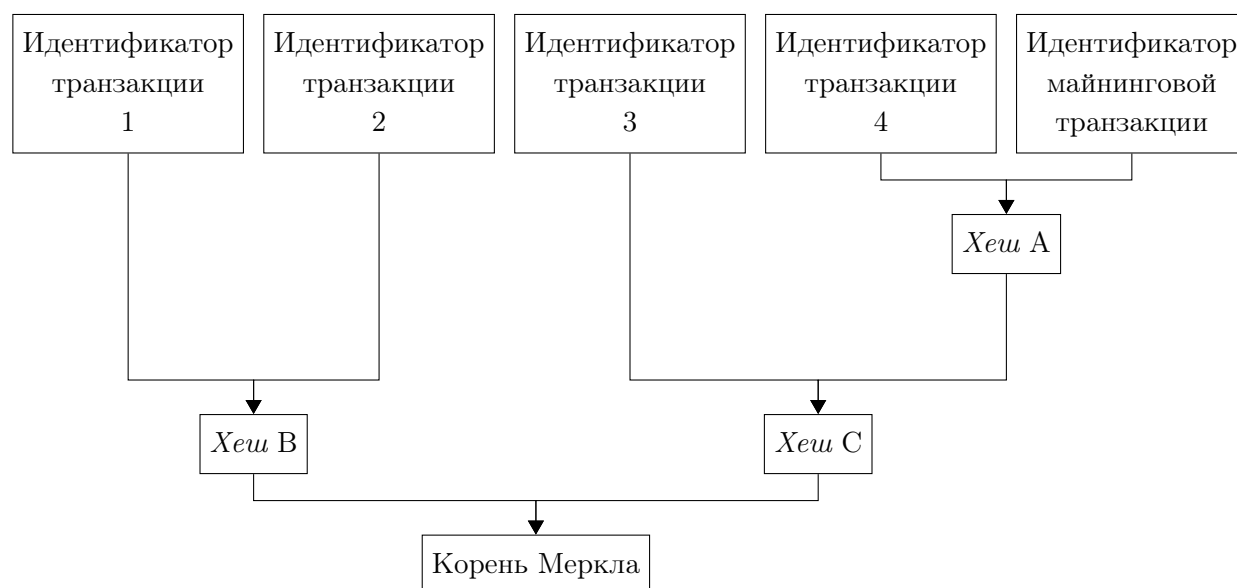 Идентификатор
транзакции
1
Идентификатор
транзакции
2
Идентификатор
транзакции
3
Идентификатор
транзакции
4
Идентификатор
майнинговой
транзакции
Хеш A
Хеш B
Хеш C
Корень Меркла